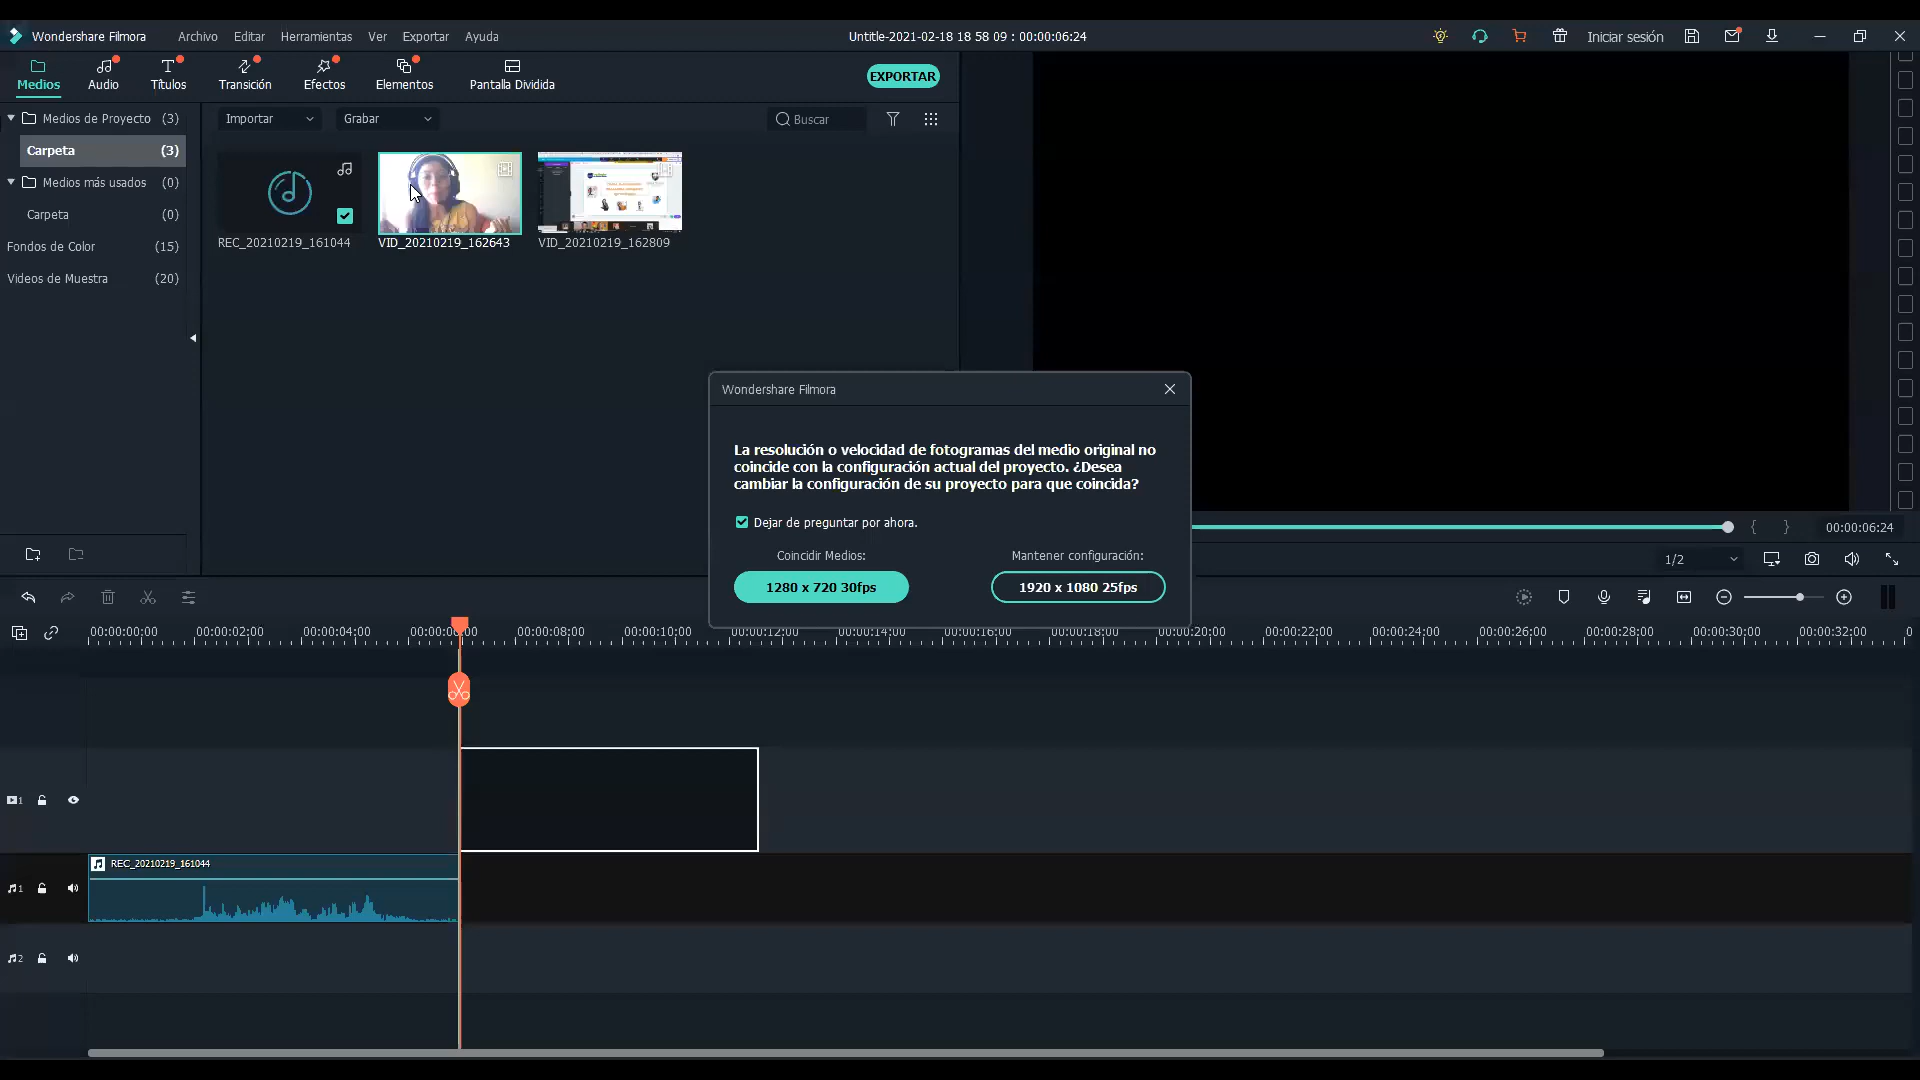 Wondershare Filmora
Archivo
Editar
Herramientas
Ver
Exportar
Ayuda
Untitle-2021-02-18 18 58 09 : 00:00:06:24
Iniciar sesión
Medios
Audio
Títulos
Transición
Efectos
Elementos
Pantalla Dividida
EXPORTAR
Medios de Proyecto (3)
Carpeta (3)
Medios más usados (0)
Carpeta (0)
Fondos de Color (15)
Videos de Muestra (20)
Importar
Grabar
Buscar
REC_20210219_161044
VID_20210219_162643
VID_20210219_162809
Wondershare Filmora
La resolución o velocidad de fotogramas del medio original no
coincide con la configuración actual del proyecto. ¿Desea
cambiar la configuración de su proyecto para que coincida?
Dejar de preguntar por ahora.
Coincidir Medios:
Mantener configuración:
1280 x 720 30fps
1920 x 1080 25fps
00:00:06:24
1/2
00:00:00:00
00:00:02:00
00:00:04:00
00:00:08:00
00:00:10:00
00:00:12:00
00:00:14:00
00:00:16:00
00:00:18:00
00:00:20:00
00:00:22:00
00:00:24:00
00:00:26:00
00:00:28:00
00:00:30:00
00:00:32:00
1
REC_20210219_161044
1
2